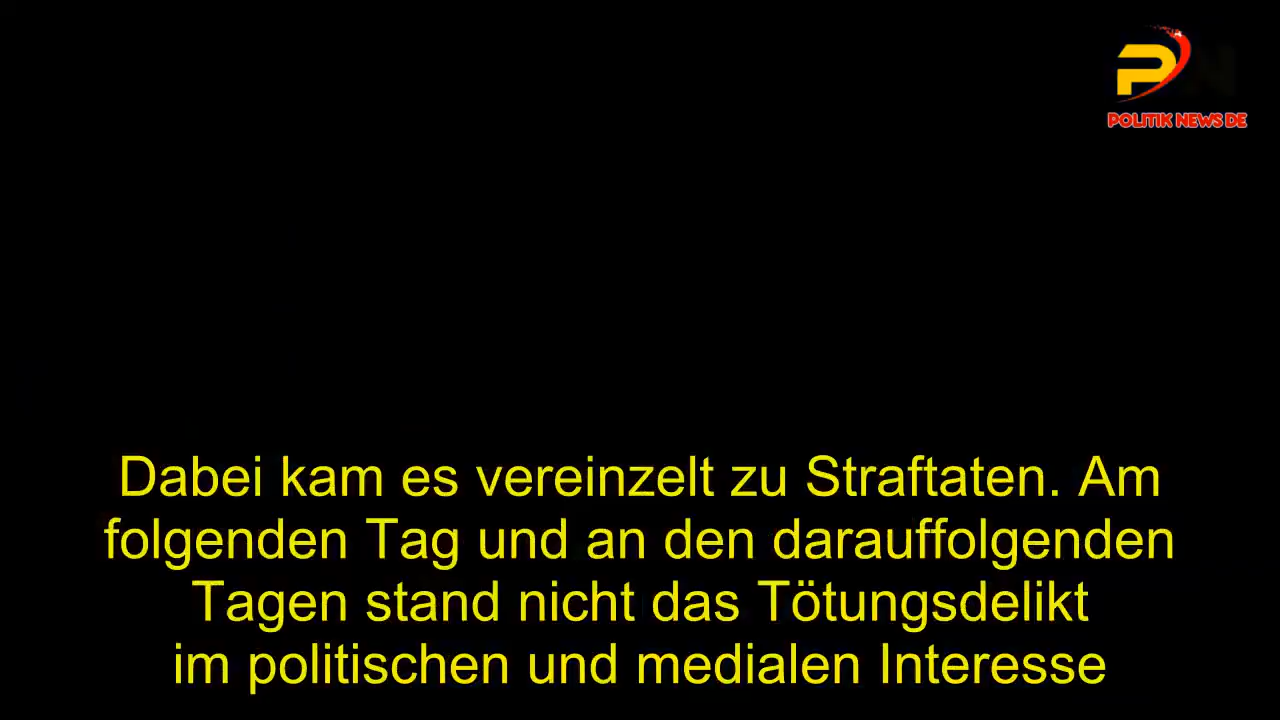 POLITIK NEWS DE
Dabei kam es vereinzelt zu Straftaten. Am
folgenden Tag und an den darauffolgenden
Tagen stand nicht das Tötungsdelikt
im politischen und medialen Interesse